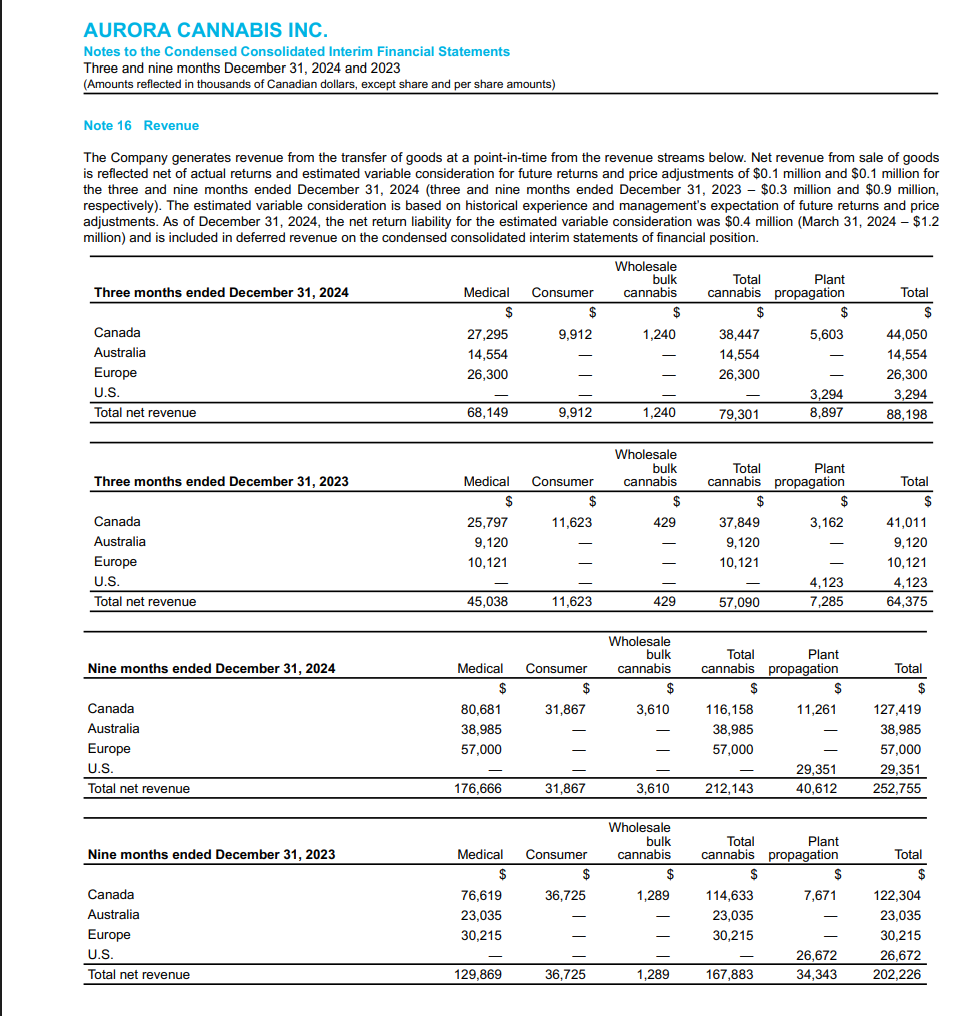 AURORA CANNABIS INC.
Notes to the Condensed Consolidated Interim Financial Statements
Three and nine months December 31, 2024 and 2023
(Amounts reflected in thousands of Canadian dollars, except share and per share amounts)
Note 16 Revenue
The Company generates revenue from the transfer of goods at a point-in-time from the revenue streams below. Net revenue from sale of goods
is reflected net of actual returns and estimated variable consideration for future returns and price adjustments of $0.1 million and $0.1 million for
the three and nine months ended December 31, 2024 (three and nine months ended December 31, 2023 – $0.3 million and $0.9 million,
respectively). The estimated variable consideration is based on historical experience and management's expectation of future returns and price
adjustments. As of December 31, 2024, the net return liability for the estimated variable consideration was $0.4 million (March 31, 2024 – $1.2
million) and is included in deferred revenue on the condensed consolidated interim statements of financial position.
Wholesale
bulk Total Plant
Three months ended December 31, 2024 Medical Consumer cannabis cannabis propagation Total
$ $ $ $ $ $
Canada 27,295 9,912 1,240 38,447 5,603 44,050
Australia 14,554 — — 14,554 — 14,554
Europe 26,300 — — 26,300 — 26,300
U.S. — — — — 3,294 3,294
Total net revenue 68,149 9,912 1,240 79,301 8,897 88,198
Wholesale
bulk Total Plant
Three months ended December 31, 2023 Medical Consumer cannabis cannabis propagation Total
$ $ $ $ $ $
Canada 25,797 11,623 429 37,849 3,162 41,011
Australia 9,120 — — 9,120 — 9,120
Europe 10,121 — — 10,121 — 10,121
U.S. — — — — 4,123 4,123
Total net revenue 45,038 11,623 429 57,090 7,285 64,375
Wholesale
bulk Total Plant
Nine months ended December 31, 2024 Medical Consumer cannabis cannabis propagation Total
$ $ $ $ $ $
Canada 80,681 31,867 3,610 116,158 11,261 127,419
Australia 38,985 — — 38,985 — 38,985
Europe 57,000 — — 57,000 — 57,000
U.S. — — — — 29,351 29,351
Total net revenue 176,666 31,867 3,610 212,143 40,612 252,755
Wholesale
bulk Total Plant
Nine months ended December 31, 2023 Medical Consumer cannabis cannabis propagation Total
$ $ $ $ $ $
Canada 76,619 36,725 1,289 114,633 7,671 122,304
Australia 23,035 — — 23,035 — 23,035
Europe 30,215 — — 30,215 — 30,215
U.S. — — — — 26,672 26,672
Total net revenue 129,869 36,725 1,289 167,883 34,343 202,226